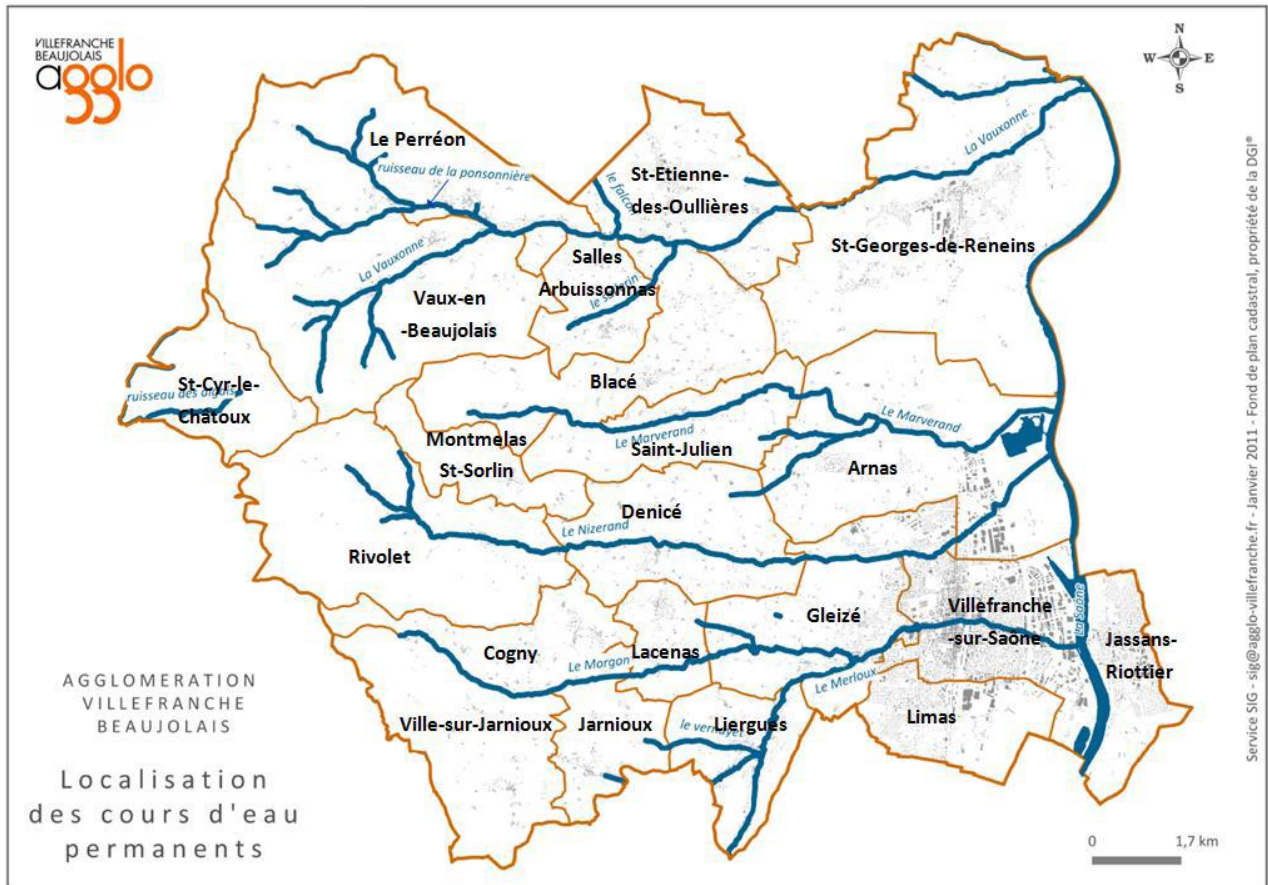 VILLEFRANCHE
BEAUJOLAIS
agglo
N
W E
S
Le Perréon
ruisseau de la ponsonnière
La Vauxonne
St-Etienne-
des-Oullières
le falcon
St-Georges-de-Reneins
Salles
Arbuissonnas
La Vauxonne
Vaux-en
-Beaujolais
Blacé
St-Cyr-le-
Châtoux
ruisseau des aiguis
Montmelas
St-Sorlin
Le Marverand
Saint-Julien
Le Marverand
Arnas
Denicé
Le Nizerand
Rivolet
Gleizé
Villefranche
-sur-Saône
La Saône
Jassans-
Riottier
Cogny
Le Morgon
Lacenas
Le Merloux
Ville-sur-Jarnioux
Jarnioux
le vernayet
Liergues
Limas
AGGLOMERATION
VILLEFRANCHE
BEAUJOLAIS
Localisation
des cours d'eau
permanents
0 1,7 km
Service SIG - sig@agglo-villefranche.fr - Janvier 2011 - Fond de plan cadastral, propriété de la DGI®